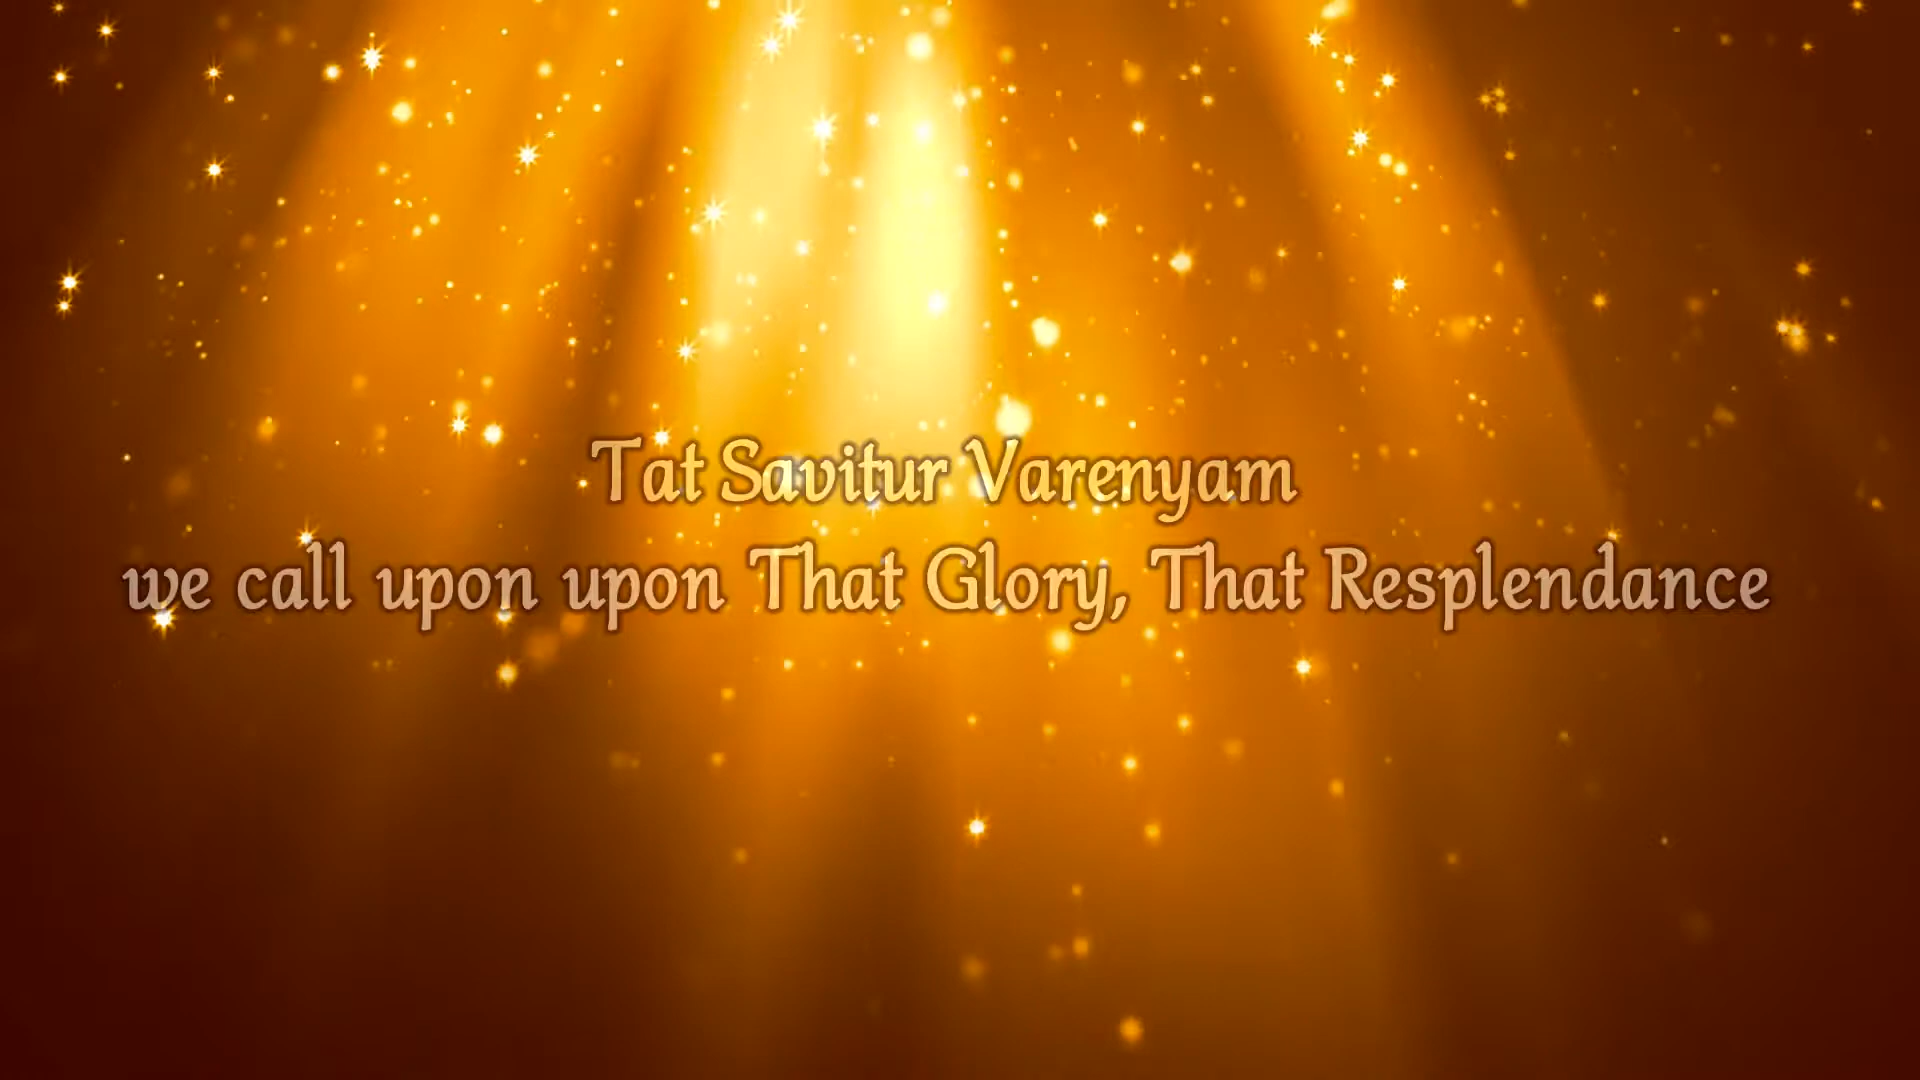 Tat Savitur Varenyam
we call upon upon That Glory, That Resplendance